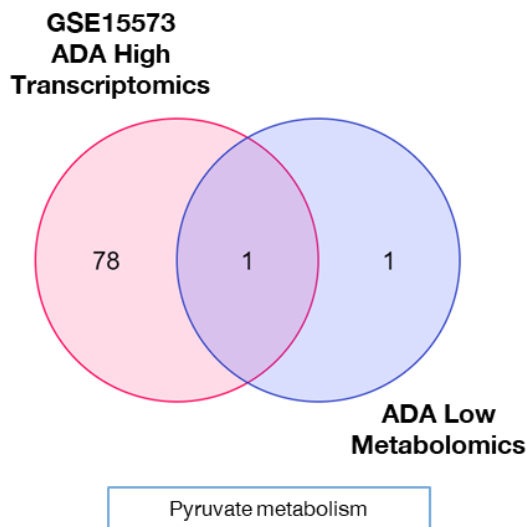 GSE15573
ADA High
Transcriptomics
78
1
1
ADA Low
Metabolomics
Pyruvate metabolism